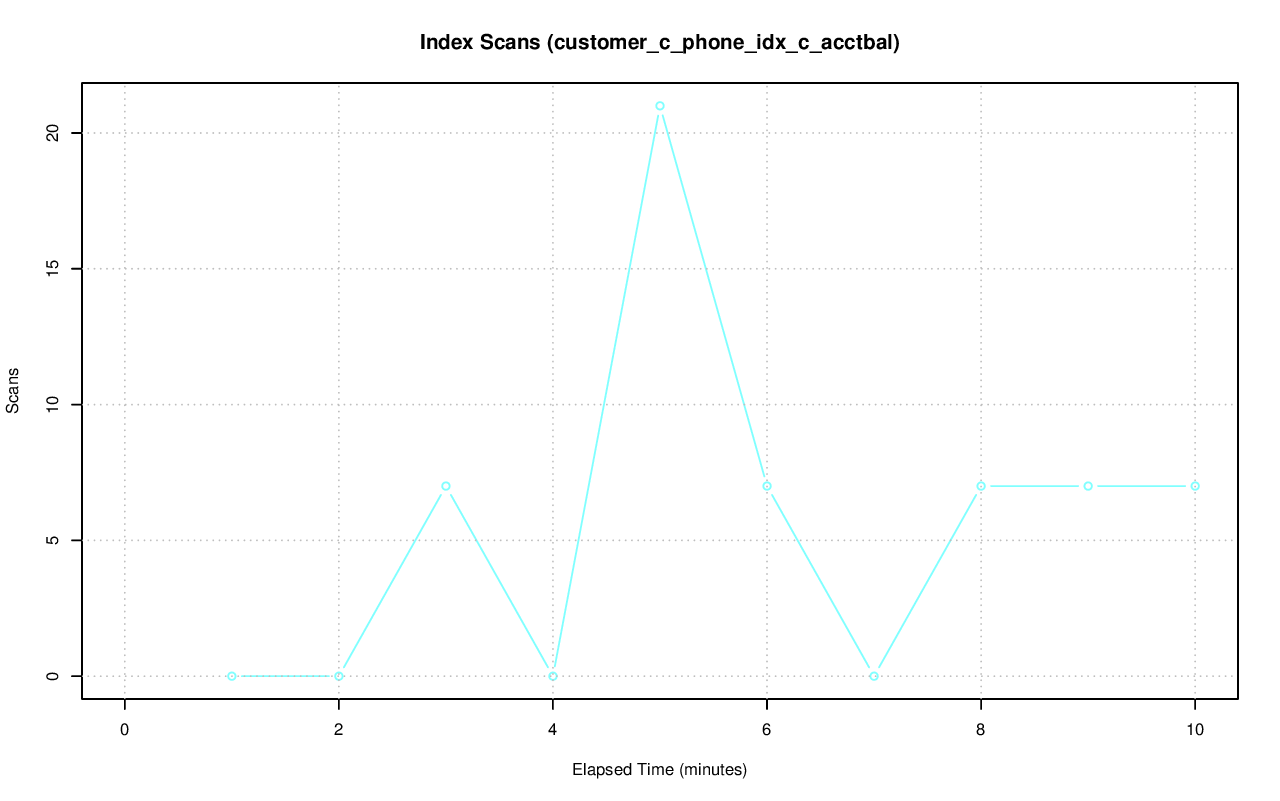 Index Scans (customer_c_phone_idx_c_acctbal)
Scans
20
15
10
5
0
0 2 4 6 8 10
Elapsed Time (minutes)